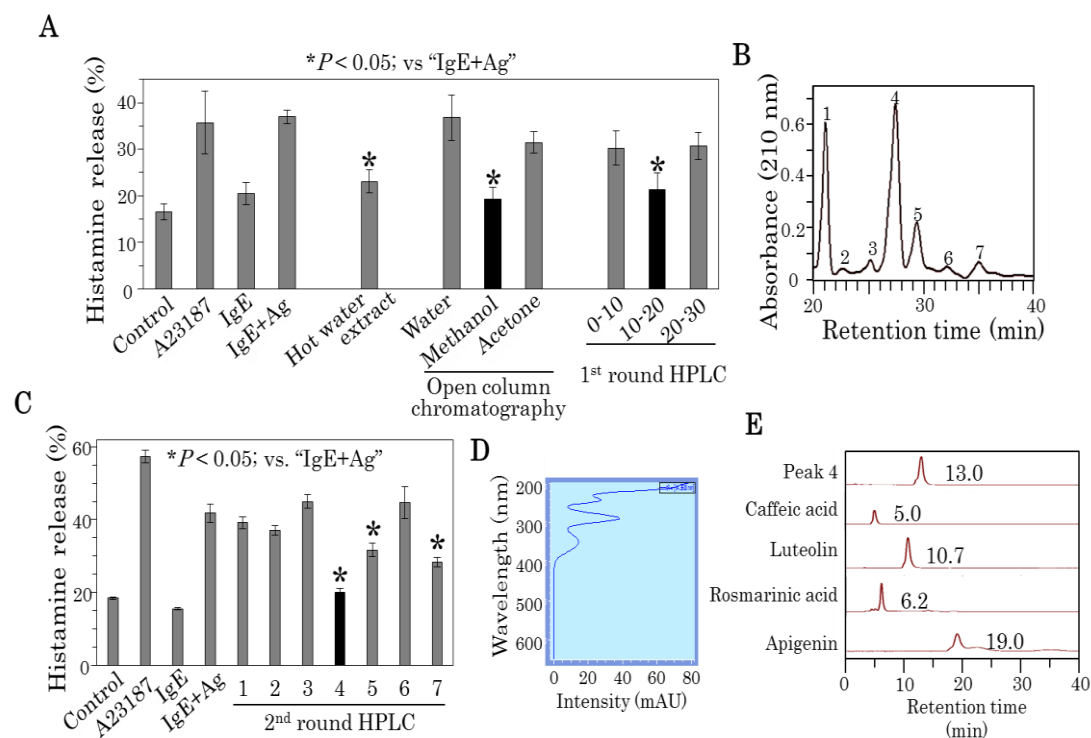 A
*P < 0.05; vs "IgE+Ag"
Histamine release (%)
40
30
20
10
0
Control
A23187
IgE
IgE+Ag
Hot water
extract
Water
Methanol
Acetone
0-10
10-20
20-30
*
*
*
Open column
chromatography
1st round HPLC
B
Absorbance (210 nm)
0.6
0.4
0.2
0
1
2
3
4
5
6
7
20
30
40
Retention time (min)
C
*P < 0.05; vs. "IgE+Ag"
Histamine release (%)
60
40
20
0
*
*
*
Control
A23187
IgE
IgE+Ag
1
2
3
4
5
6
7
2nd round HPLC
D
Wavelength (nm)
200
300
400
500
600
0
20
40
60
80
Intensity (mAU)
E
Peak 4
13.0
Caffeic acid
5.0
Luteolin
10.7
Rosmarinic acid
6.2
Apigenin
19.0
0
10
20
30
40
Retention time
(min)